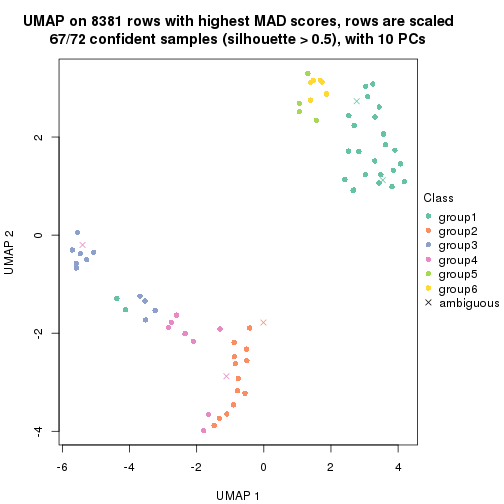 UMAP on 8381 rows with highest MAD scores, rows are scaled
67/72 confident samples (silhouette > 0.5), with 10 PCs
UMAP 2
2
0
-2
-4
-6
-4
-2
0
2
4
UMAP 1
Class
group1
group2
group3
group4
group5
group6
ambiguous